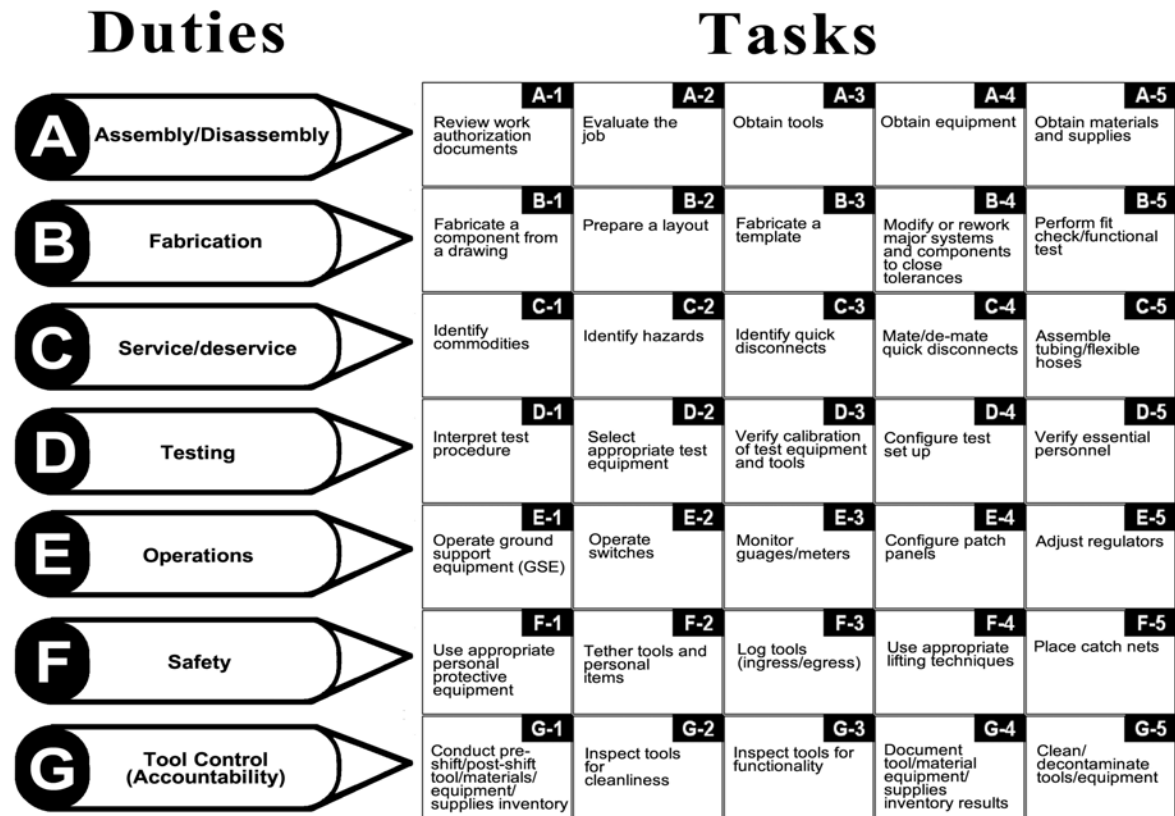 Duties
Tasks
A
Assembly/Disassembly
A-1
Review work
authorization
documents
A-2
Evaluate the
job
A-3
Obtain tools
A-4
Obtain equipment
A-5
Obtain materials
and supplies
B
Fabrication
B-1
Fabricate a
component from
a drawing
B-2
Prepare a layout
B-3
Fabricate a
template
B-4
Modify or rework
major systems
and components
to close
tolerances
B-5
Perform fit
check/functional
test
C
Service/deservice
C-1
Identify
commodities
C-2
Identify hazards
C-3
Identify quick
disconnects
C-4
Mate/de-mate
quick disconnects
C-5
Assemble
tubing/flexible
hoses
D
Testing
D-1
Interpret test
procedure
D-2
Select
appropriate test
equipment
D-3
Verify calibration
of test equipment
and tools
D-4
Configure test
set up
D-5
Verify essential
personnel
E
Operations
E-1
Operate ground
support
equipment (GSE)
E-2
Operate
switches
E-3
Monitor
guages/meters
E-4
Configure patch
panels
E-5
Adjust regulators
F
Safety
F-1
Use appropriate
personal
protective
equipment
F-2
Tether tools and
personal
items
F-3
Log tools
(ingress/egress)
F-4
Use appropriate
lifting techniques
F-5
Place catch nets
G
Tool Control
(Accountability)
G-1
Conduct pre-
shift/post-shift
tool/materials/
equipment/
supplies inventory
G-2
Inspect tools
for
cleanliness
G-3
Inspect tools for
functionality
G-4
Document
tool/material
equipment/
supplies
inventory results
G-5
Clean/
decontaminate
tools/equipment